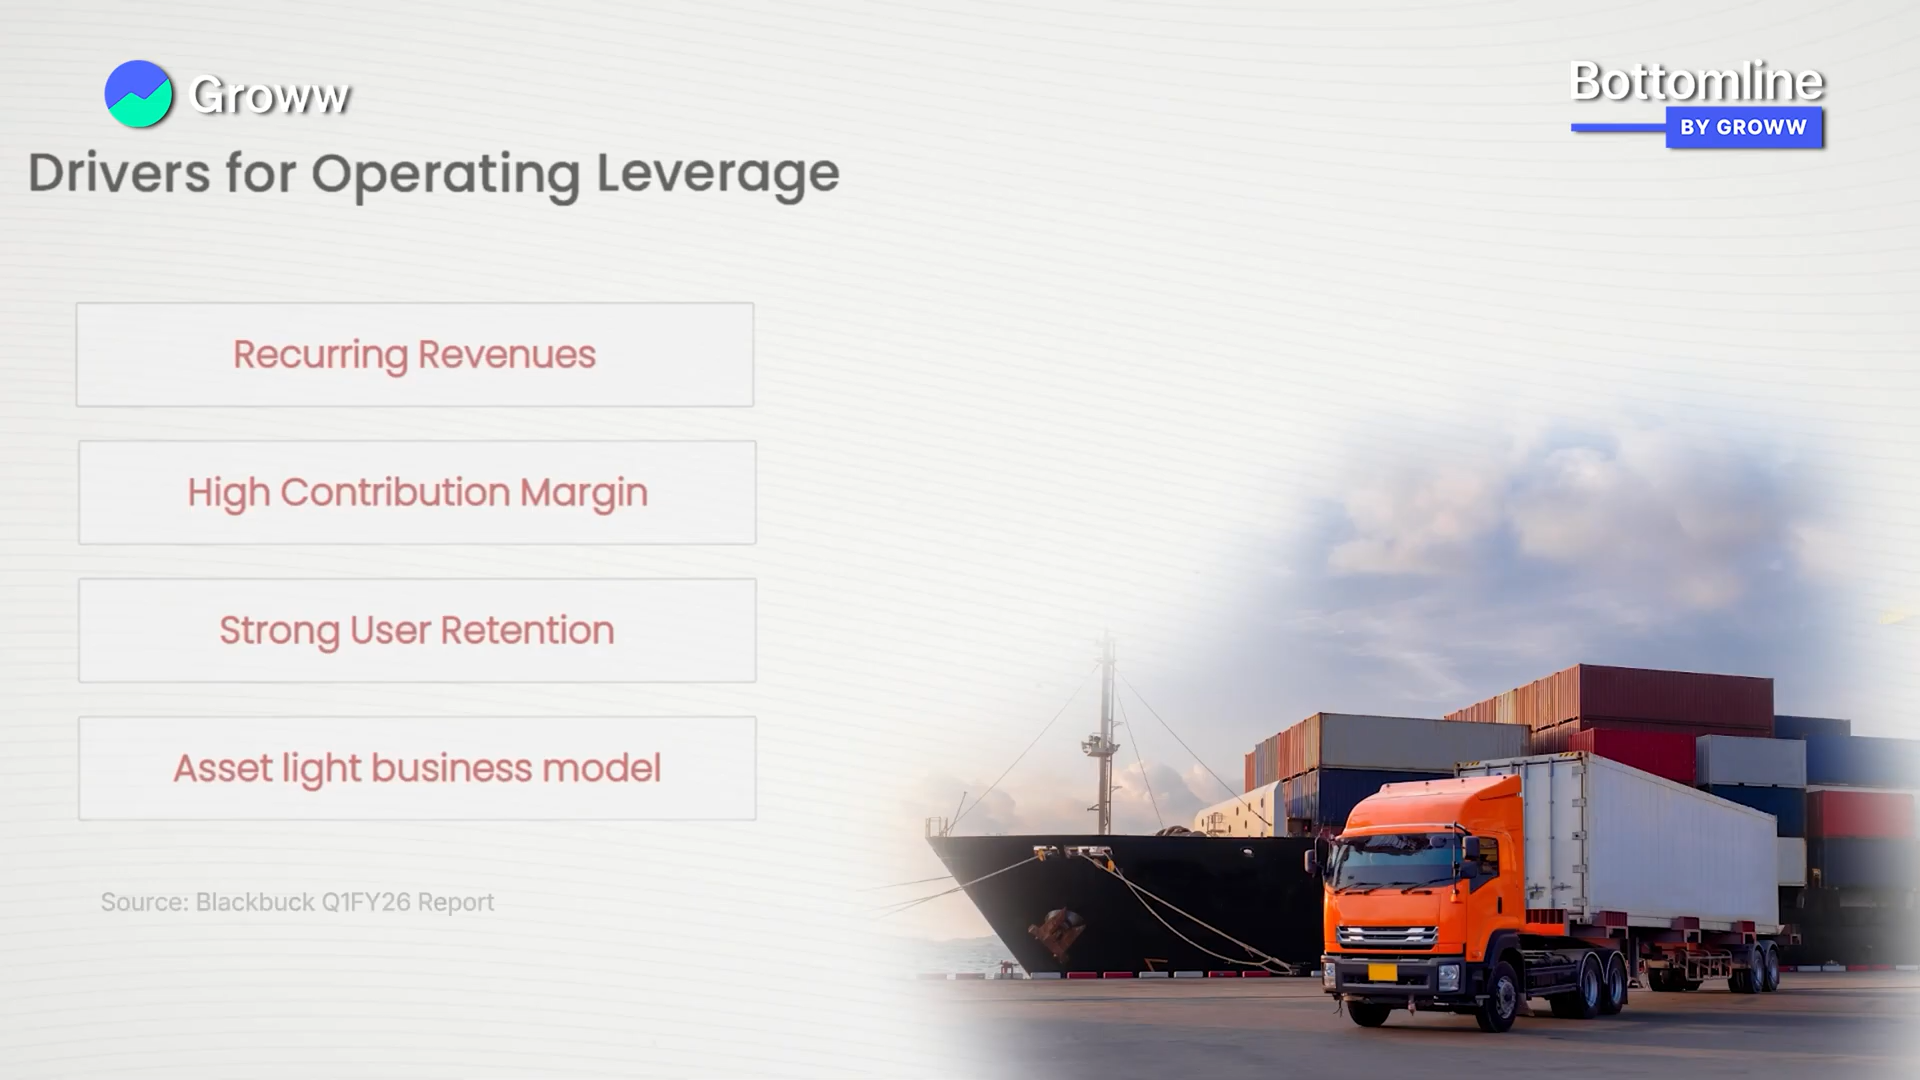 Groww
Bottomline
BY GROWW
Drivers for Operating Leverage
Recurring Revenues
High Contribution Margin
Strong User Retention
Asset light business model
Source: Blackbuck Q1FY26 Report